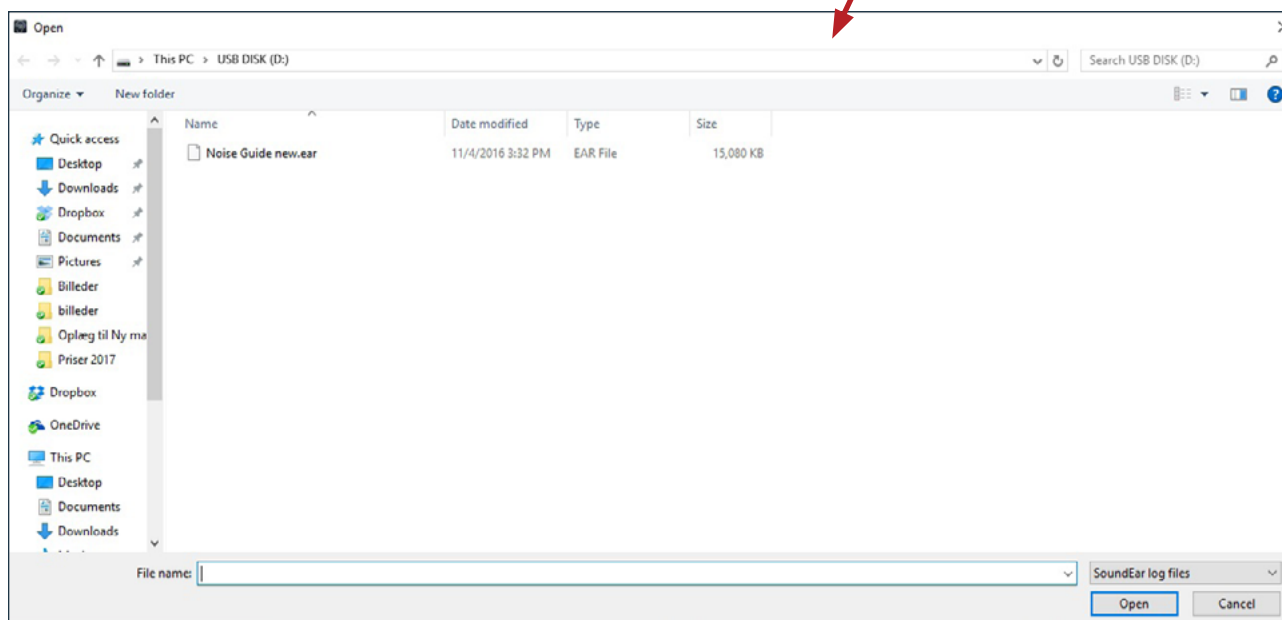 Open
This PC > USB DISK (D:)
Search USB DISK (D:)
Organize
New folder
Name
Date modified
Type
Size
Noise Guide new.ear
11/4/2016 3:32 PM
EAR File
15,080 KB
Quick access
Desktop
Downloads
Dropbox
Documents
Pictures
Billeder
billeder
Oplæg til Ny ma
Priser 2017
Dropbox
OneDrive
This PC
Desktop
Documents
Downloads
File name:
SoundEar log files
Open
Cancel